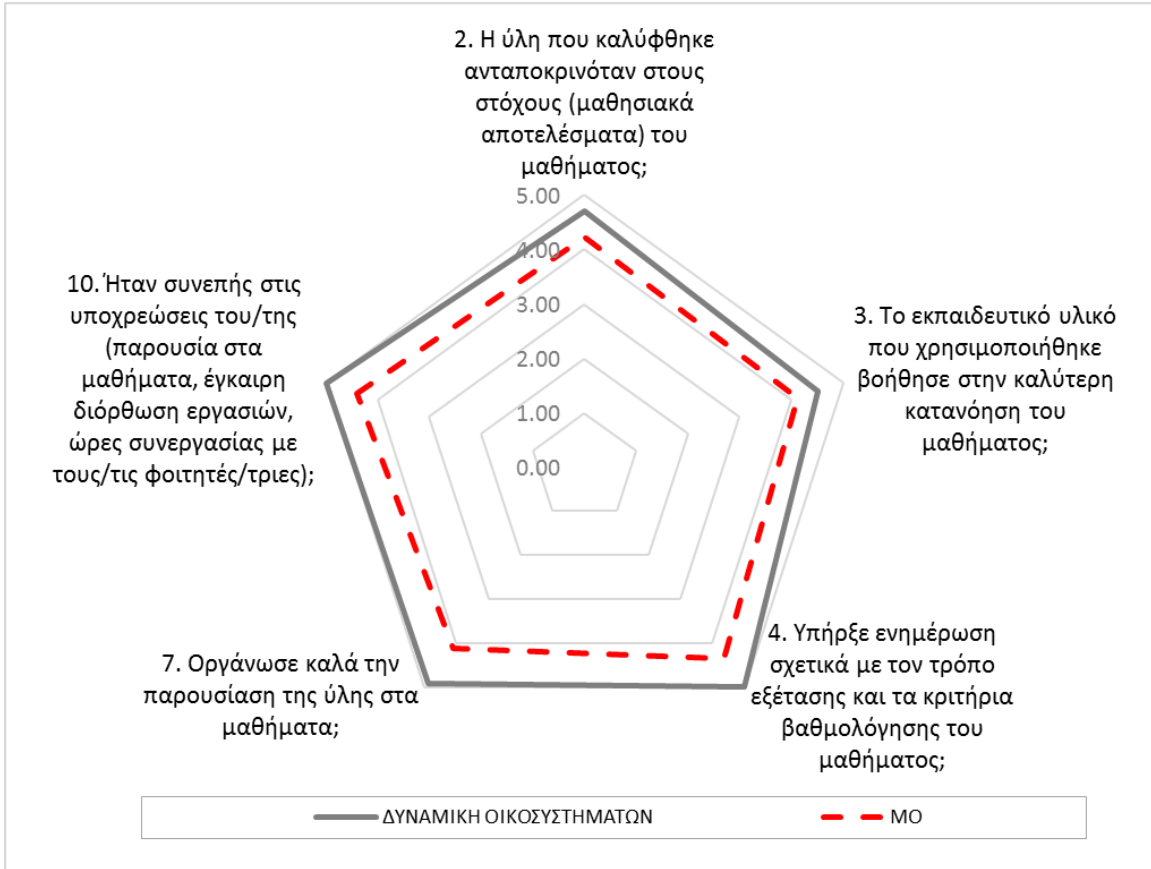 2. Η ύλη που καλύφθηκε
ανταποκρινόταν στους
στόχους (μαθησιακά
αποτελέσματα) του
μαθήματος;
5.00
4.00
3.00
2.00
1.00
0.00
3. Το εκπαιδευτικό υλικό
που χρησιμοποιήθηκε
βοήθησε στην καλύτερη
κατανόηση του
μαθήματος;
4. Υπήρξε ενημέρωση
σχετικά με τον τρόπο
εξέτασης και τα κριτήρια
βαθμολόγησης του
μαθήματος;
7. Οργάνωσε καλά την
παρουσίαση της ύλης στα
μαθήματα;
10. Ήταν συνεπής στις
υποχρεώσεις του/της
(παρουσία στα
μαθήματα, έγκαιρη
διόρθωση εργασιών,
ώρες συνεργασίας με
τους/τις φοιτητές/τριες);
ΔΥΝΑΜΙΚΗ ΟΙΚΟΣΥΣΤΗΜΑΤΩΝ
ΜΟ